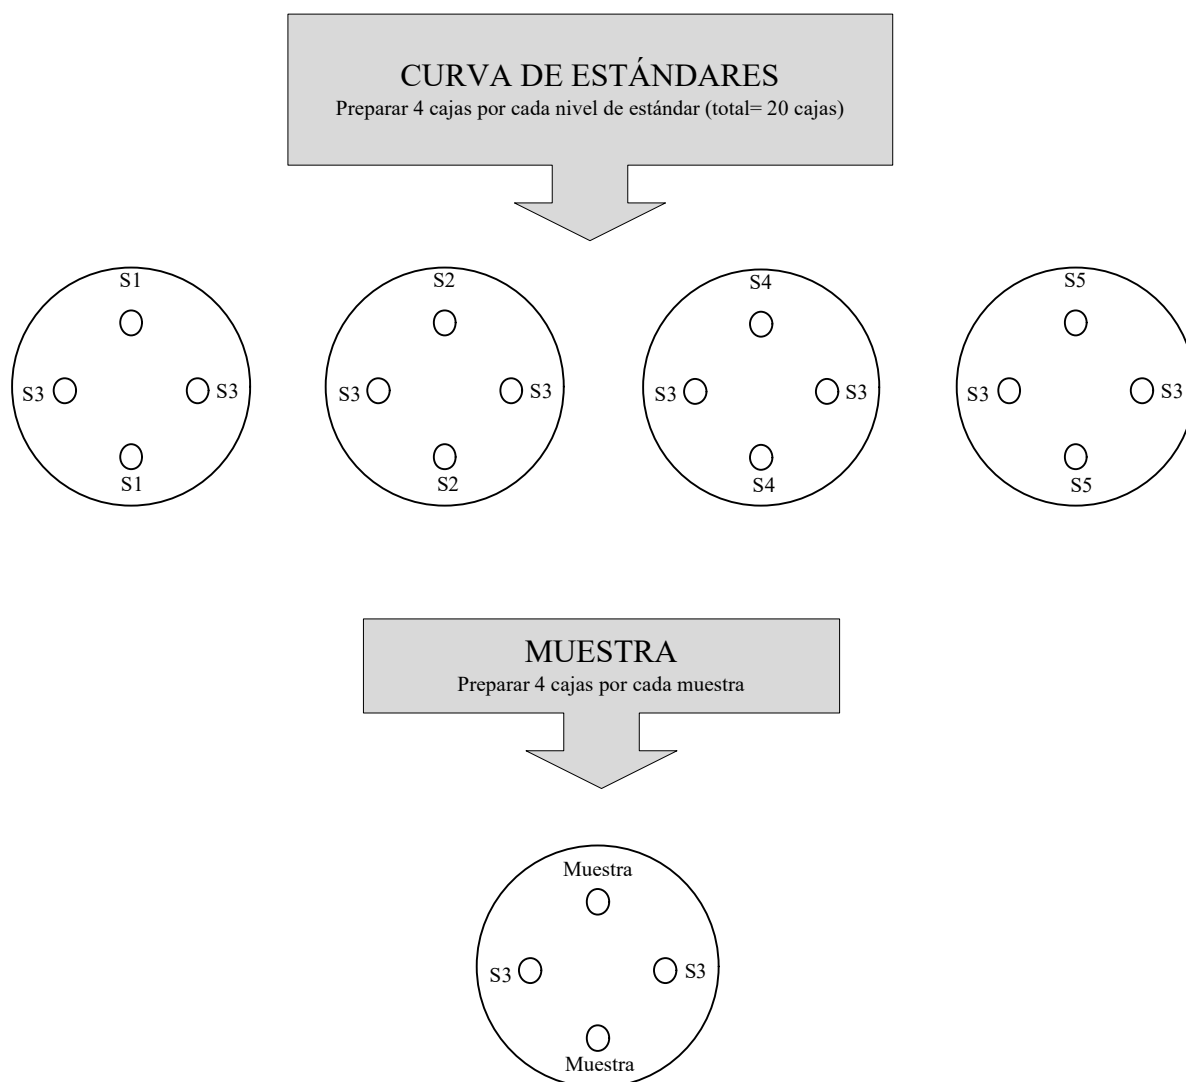 CURVA DE ESTÁNDARES
Preparar 4 cajas por cada nivel de estándar (total= 20 cajas)
S1
S2
S4
S5
S3
S3
S3
S3
S3
S3
S3
S3
S1
S2
S4
S5
MUESTRA
Preparar 4 cajas por cada muestra
Muestra
S3
S3
Muestra